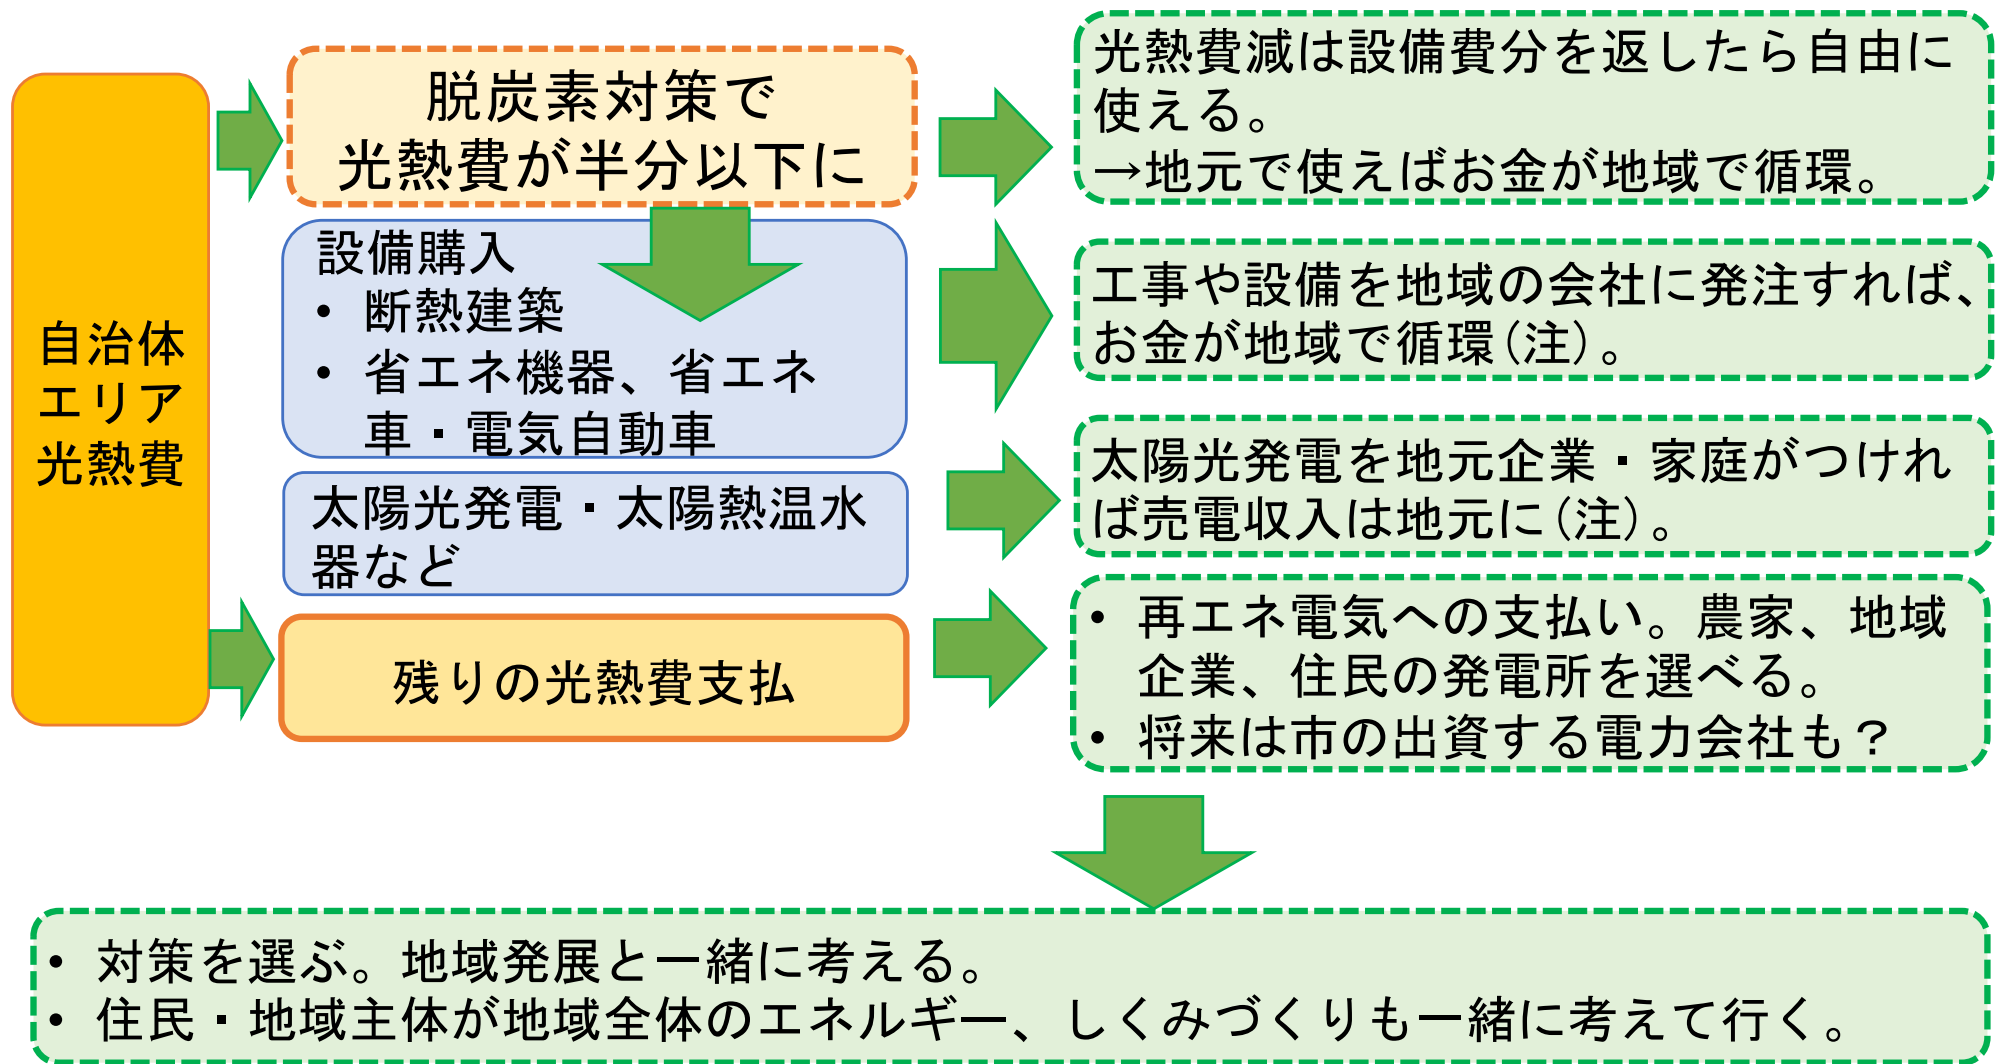 自治体
エリア
光熱費
脱炭素対策で
光熱費が半分以下に
設備購入
• 断熱建築
• 省エネ機器、省エネ
車・電気自動車
太陽光発電・太陽熱温水
器など
残りの光熱費支払
光熱費減は設備費分を返したら自由に
使える。
→地元で使えばお金が地域で循環。
工事や設備を地域の会社に発注すれば、
お金が地域で循環(注)。
太陽光発電を地元企業・家庭がつけれ
ば売電収入は地元に(注)。
• 再エネ電気への支払い。農家、地域
企業、住民の発電所を選べる。
• 将来は市の出資する電力会社も？
• 対策を選ぶ。地域発展と一緒に考える。
• 住民・地域主体が地域全体のエネルギー、しくみづくりも一緒に考えて行く。